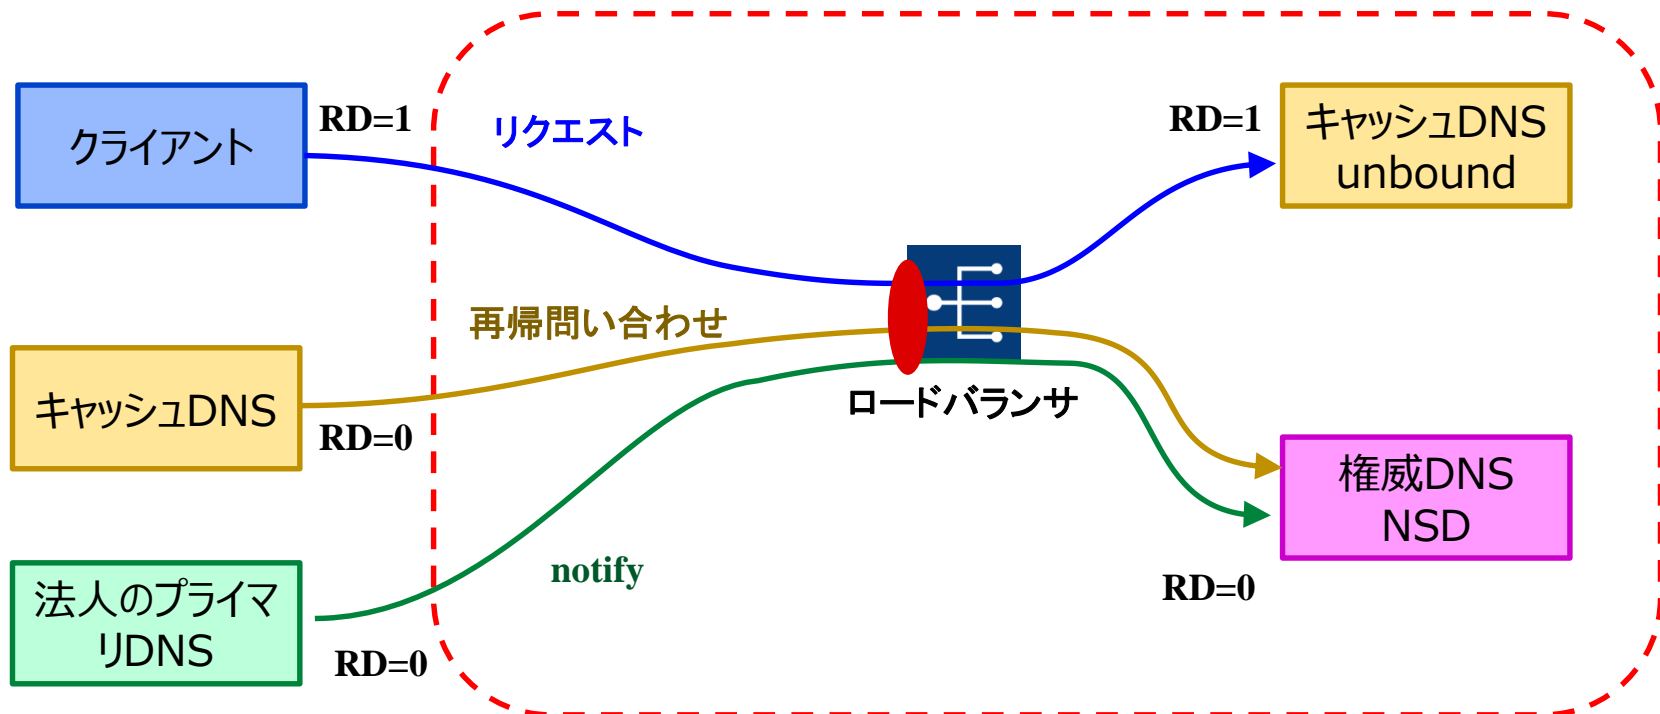 クライアント
RD=1
リクエスト
RD=1
キャッシュDNS
unbound
再帰問い合わせ
キャッシュDNS
RD=0
ロードバランサ
権威DNS
NSD
法人のプライマ
リDNS
notify
RD=0
RD=0